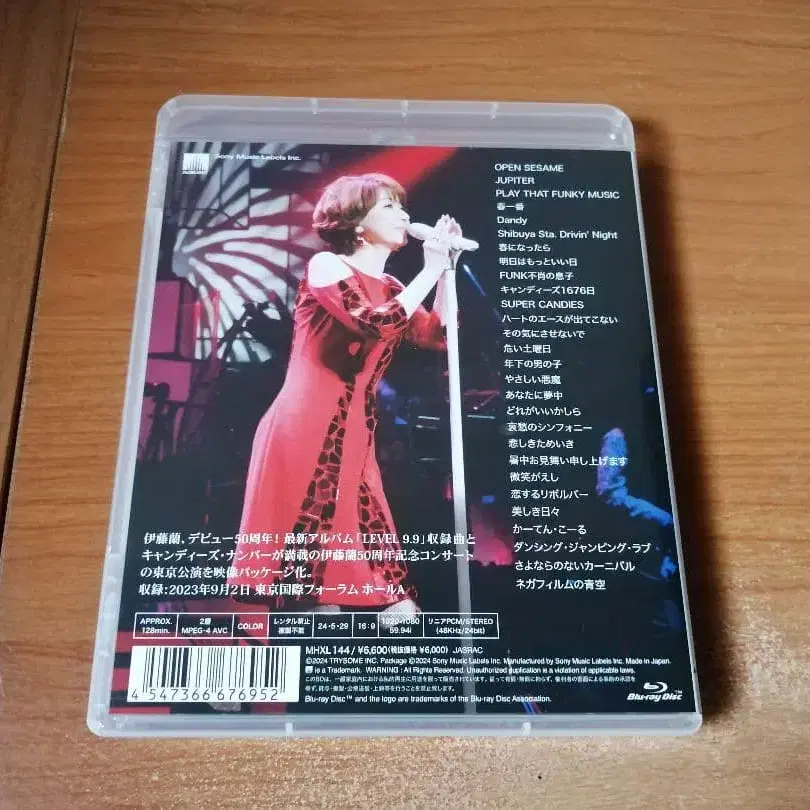 Sony Music Labels Inc.
OPEN SESAME
JUPITER
PLAY THAT FUNKY MUSIC
春一番
Dandy
Shibuya Sta. Drivin' Night
春になったら
明日はもっといい日
FUNK不肖の息子
キャンディーズ1676日
SUPER CANDIES
ハートのエースが出てこない
その気にさせないで
危い土曜日
年下の男の子
やさしい悪魔
あなたに夢中
どれがいいかしら
哀愁のシンフォニー
悲しきためいき
暑中お見舞い申し上げます
微笑がえし
恋するリボルバー
美しき日々
かーてん・こーる
ダンシング・ジャンピング・ラブ
さよならのないカーニバル
ネガフィルムの青空
伊藤蘭、デビュー50周年! 最新アルバム「LEVEL 9.9」収録曲と
キャンディーズ・ナンバーが満載の伊藤蘭50周年記念コンサート
の東京公演を映像パッケージ化。
収録:2023年9月2日 東京国際フォーラム ホールA
APPROX. 128min.
2層 MPEG-4 AVC
COLOR
レンタル禁止 複製不能
24・5・29
16:9
1920×1080 59.94i
リニアPCM/STEREO (48KHz/24bit)
MHXL 144/¥6,600(税抜価格 ¥6,000) JASRAC
©2024 TRYSOME INC. Package ©2024 Sony Music Labels Inc. Manufactured by Sony Music Labels Inc. Made in Japan.
is a Trademark. WARNING: All Rights Reserved. Unauthorized duplication is a violation of applicable laws.
Blu-ray Disc™ and the logo are trademarks of the Blu-ray Disc Association.
4 547366 676952
Blu-ray Disc™